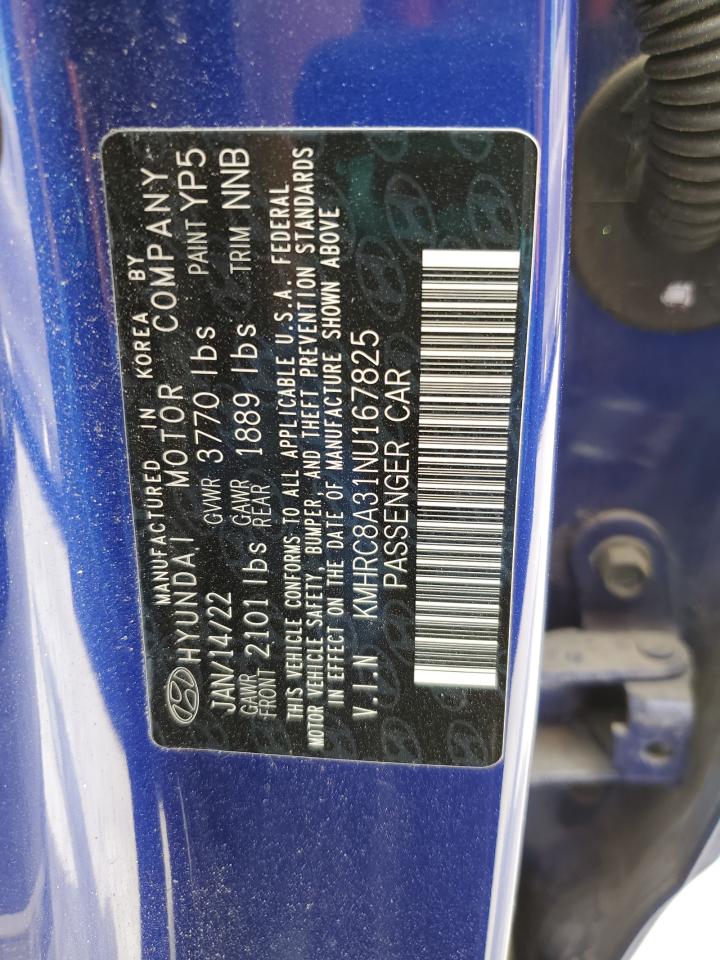 MANUFACTURED IN KOREA BY
HYUNDAI MOTOR COMPANY
JAN/14/22 GVWR 3770 lbs PAINT YP5
GAWR FRONT 2101 lbs GAWR REAR 1889 lbs TRIM NNB
THIS VEHICLE CONFORMS TO ALL APPLICABLE U.S.A. FEDERAL
MOTOR VEHICLE SAFETY, BUMPER, AND THEFT PREVENTION STANDARDS
IN EFFECT ON THE DATE OF MANUFACTURE SHOWN ABOVE
V.I.N KMHRC8A31NU167825
PASSENGER CAR